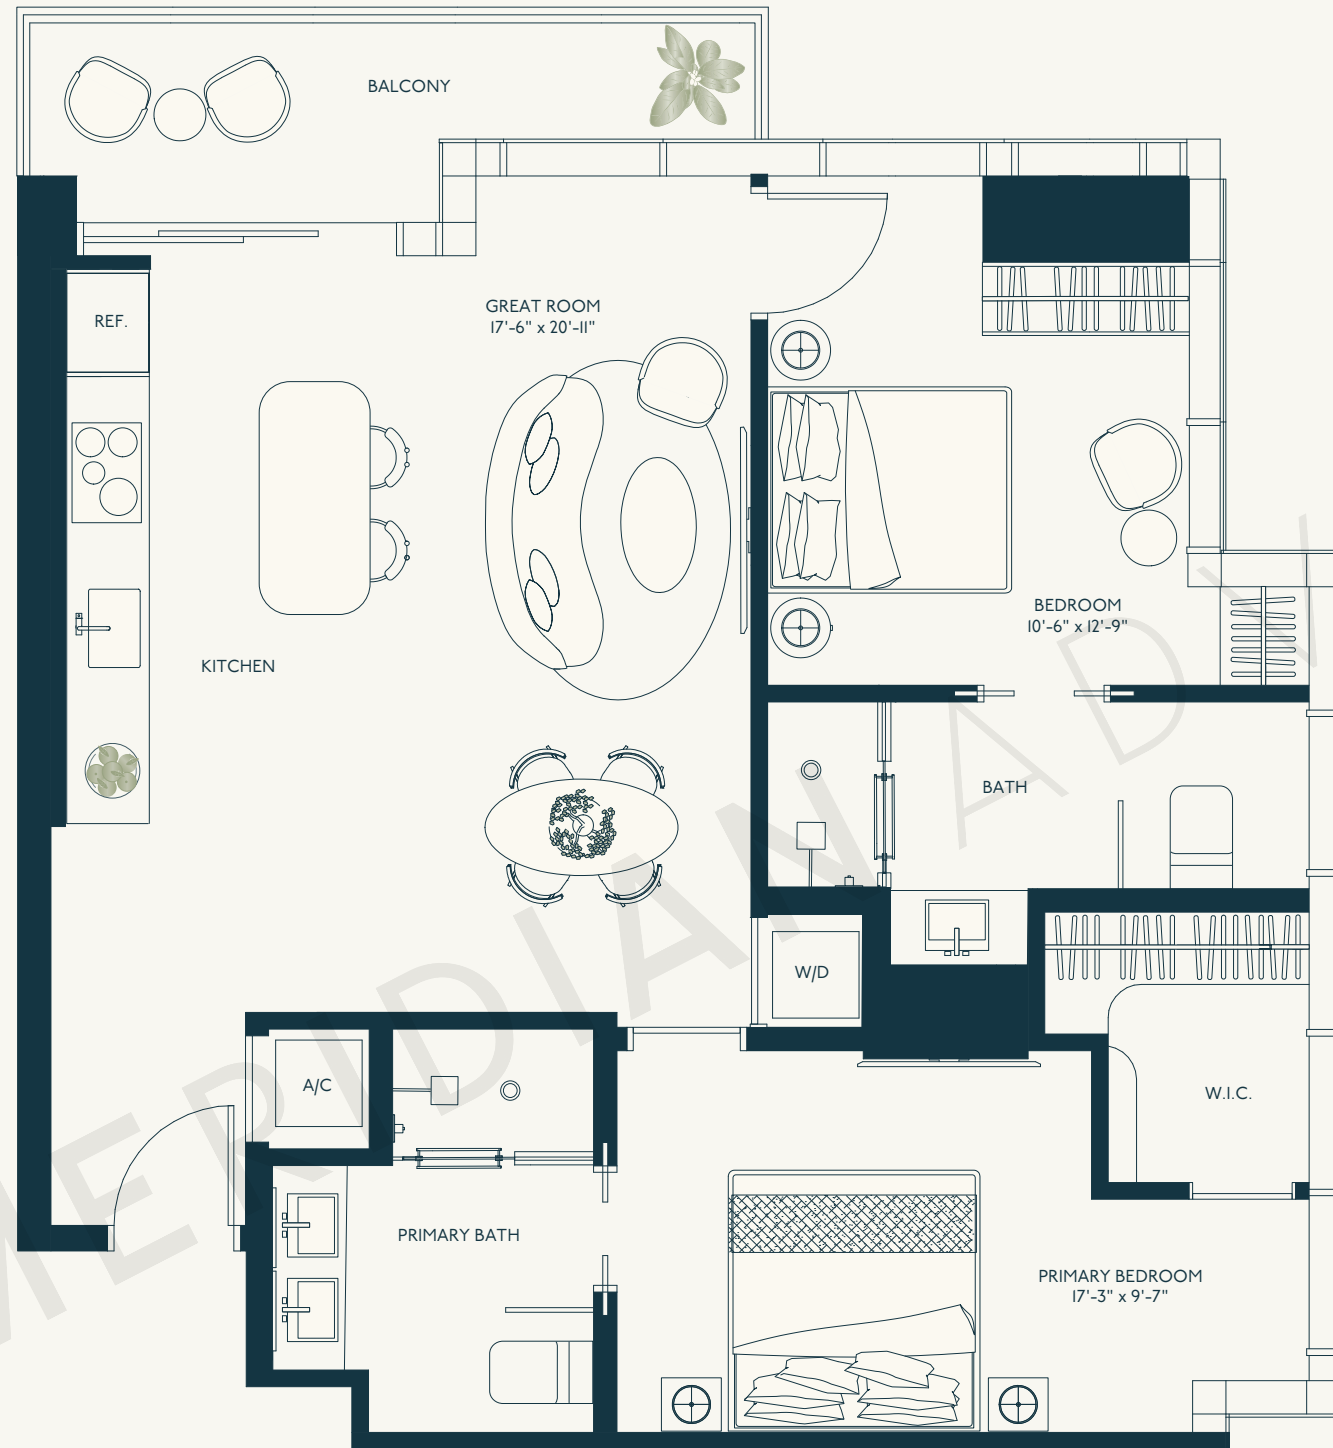 BALCONY
GREAT ROOM
17'-6" x 20'-11"
REF.
BEDROOM
10'-6" x 12'-9"
KITCHEN
BATH
W/D
A/C
W.I.C.
PRIMARY BATH
PRIMARY BEDROOM
17'-3" x 9'-7"
MERIDIAN ADV